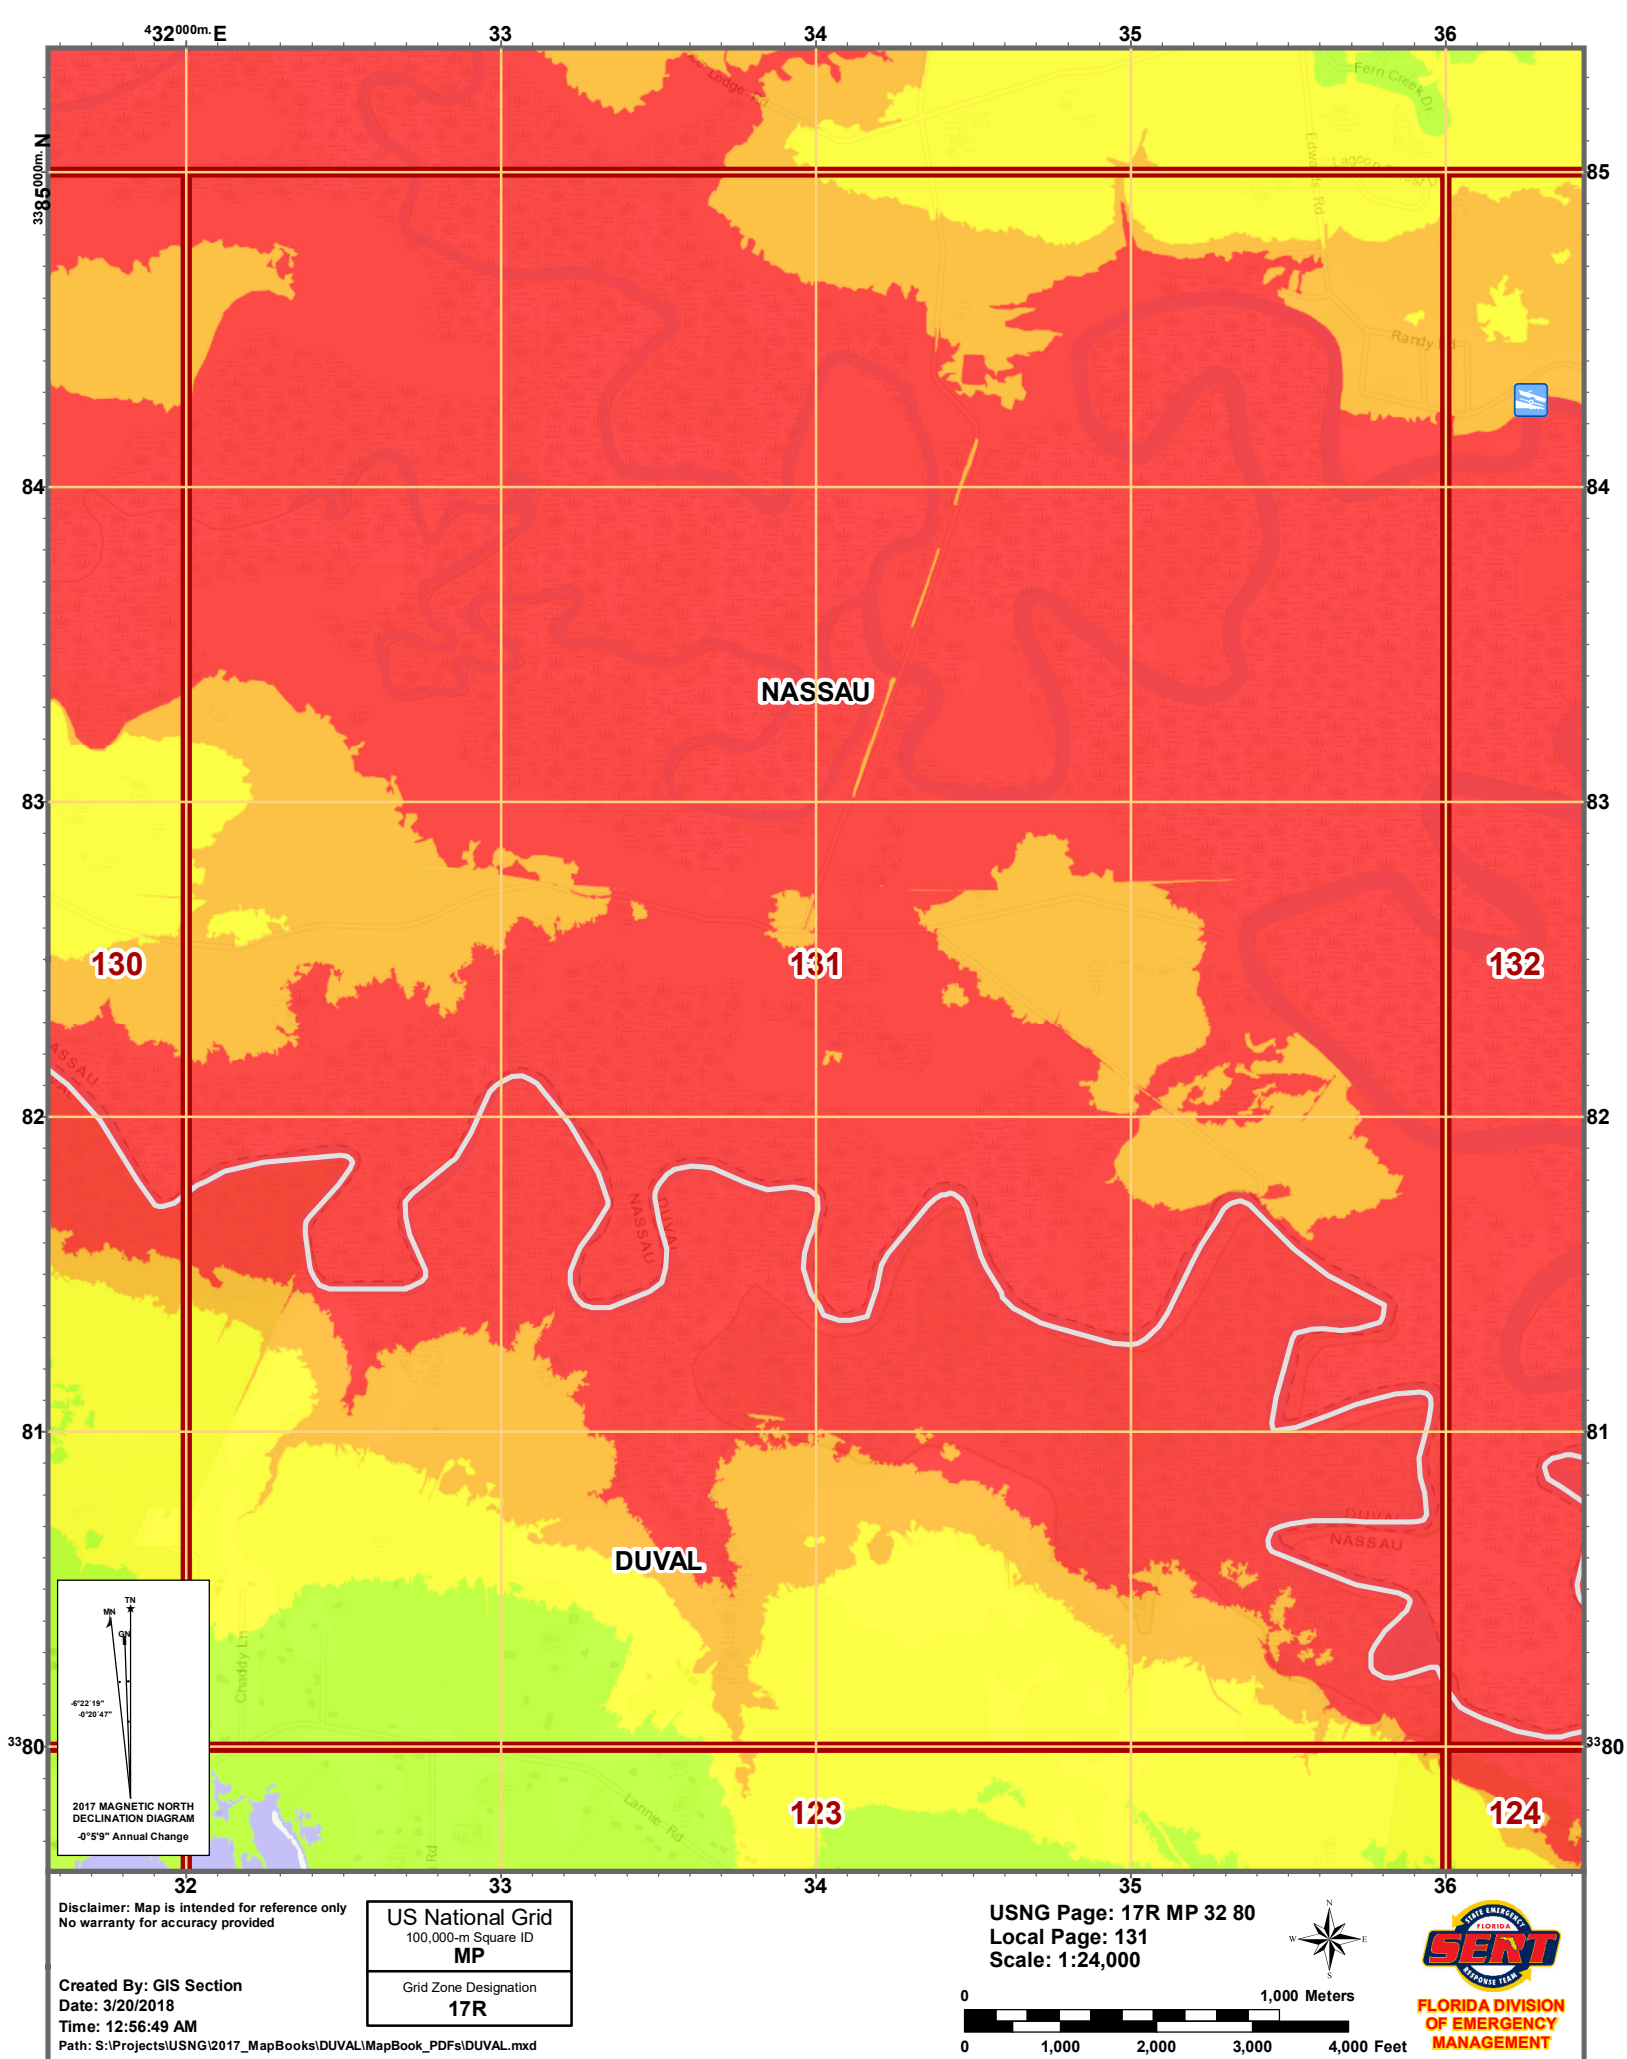 432000m. E 33 34 35 36
Lodge Rd
Fern Creek Dr
3385000m. N
85
Edwards Rd
Lagoon Forest D
Randy Rd
84 84
NASSAU
83 83
130 131 132
NASSAU
82 82
DUVAL
NASSAU
81 81
DUVAL
NASSAU
DUVAL
Chaddy Ln
TN
MN
GN
-6°22'19"
-0°20'47"
2017 MAGNETIC NORTH
DECLINATION DIAGRAM
-0°5'9" Annual Change
3380 3380
123 124
Lannie Rd
Rd
32 33 34 35 36
Disclaimer: Map is intended for reference only
No warranty for accuracy provided
Created By: GIS Section
Date: 3/20/2018
Time: 12:56:49 AM
Path: S:\Projects\USNG\2017_MapBooks\DUVAL\MapBook_PDFs\DUVAL.mxd
US National Grid
100,000-m Square ID
MP
Grid Zone Designation
17R
USNG Page: 17R MP 32 80
Local Page: 131
Scale: 1:24,000
N
W E
S
0 1,000 Meters
0 1,000 2,000 3,000 4,000 Feet
STATE EMERGENCY
FLORIDA
SERT
RESPONSE TEAM
FLORIDA DIVISION
OF EMERGENCY
MANAGEMENT